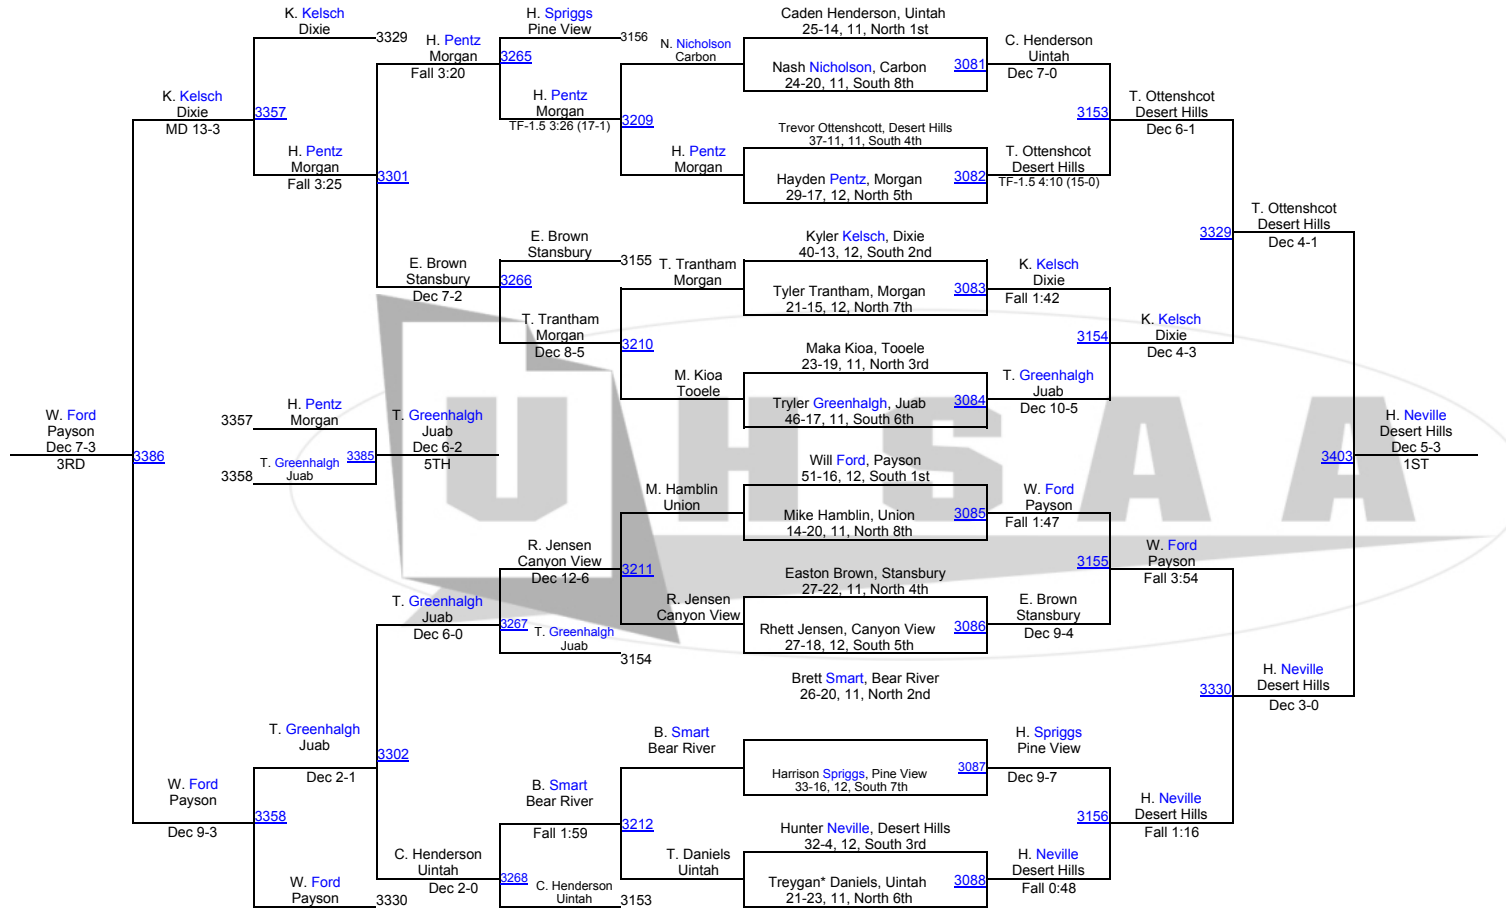 K. Kelsch
Dixie
3329
H. Pentz
Morgan
Fall 3:20
H. Spriggs
Pine View
3156
3265
N. Nicholson
Carbon
Caden Henderson, Uintah
25-14, 11, North 1st
Nash Nicholson, Carbon
24-20, 11, South 8th
3081
C. Henderson
Uintah
Dec 7-0
K. Kelsch
Dixie
MD 13-3
3357
H. Pentz
Morgan
TF-1.5 3:26 (17-1)
3209
3153
T. Ottenshcot
Desert Hills
Dec 6-1
H. Pentz
Morgan
Fall 3:25
3301
H. Pentz
Morgan
Trevor Ottenshcott, Desert Hills
37-11, 11, South 4th
Hayden Pentz, Morgan
29-17, 12, North 5th
3082
T. Ottenshcot
Desert Hills
TF-1.5 4:10 (15-0)
3329
T. Ottenshcot
Desert Hills
Dec 4-1
E. Brown
Stansbury
Dec 7-2
E. Brown
Stansbury
3155
3266
T. Trantham
Morgan
Kyler Kelsch, Dixie
40-13, 12, South 2nd
Tyler Trantham, Morgan
21-15, 12, North 7th
3083
K. Kelsch
Dixie
Fall 1:42
T. Trantham
Morgan
Dec 8-5
3210
3154
K. Kelsch
Dixie
Dec 4-3
M. Kioa
Tooele
Maka Kioa, Tooele
23-19, 11, North 3rd
Tryler Greenhalgh, Juab
46-17, 11, South 6th
3084
T. Greenhalgh
Juab
Dec 10-5
W. Ford
Payson
Dec 7-3
3RD
3386
3357
H. Pentz
Morgan
3358
T. Greenhalgh
Juab
3385
T. Greenhalgh
Juab
Dec 6-2
5TH
UHSAA
3403
H. Neville
Desert Hills
Dec 5-3
1ST
M. Hamblin
Union
Will Ford, Payson
51-16, 12, South 1st
Mike Hamblin, Union
14-20, 11, North 8th
3085
W. Ford
Payson
Fall 1:47
R. Jensen
Canyon View
Dec 12-6
3211
3155
W. Ford
Payson
Fall 3:54
T. Greenhalgh
Juab
Dec 6-0
3267
T. Greenhalgh
Juab
3154
R. Jensen
Canyon View
Easton Brown, Stansbury
27-22, 11, North 4th
Rhett Jensen, Canyon View
27-18, 12, South 5th
3086
E. Brown
Stansbury
Dec 9-4
3330
H. Neville
Desert Hills
Dec 3-0
T. Greenhalgh
Juab
Dec 2-1
3302
B. Smart
Bear River
Brett Smart, Bear River
26-20, 11, North 2nd
Harrison Spriggs, Pine View
33-16, 12, South 7th
3087
H. Spriggs
Pine View
Dec 9-7
W. Ford
Payson
Dec 9-3
3358
B. Smart
Bear River
Fall 1:59
3212
3156
H. Neville
Desert Hills
Fall 1:16
W. Ford
Payson
3330
C. Henderson
Uintah
Dec 2-0
3268
C. Henderson
Uintah
3153
T. Daniels
Uintah
Hunter Neville, Desert Hills
32-4, 12, South 3rd
Treygan* Daniels, Uintah
21-23, 11, North 6th
3088
H. Neville
Desert Hills
Fall 0:48